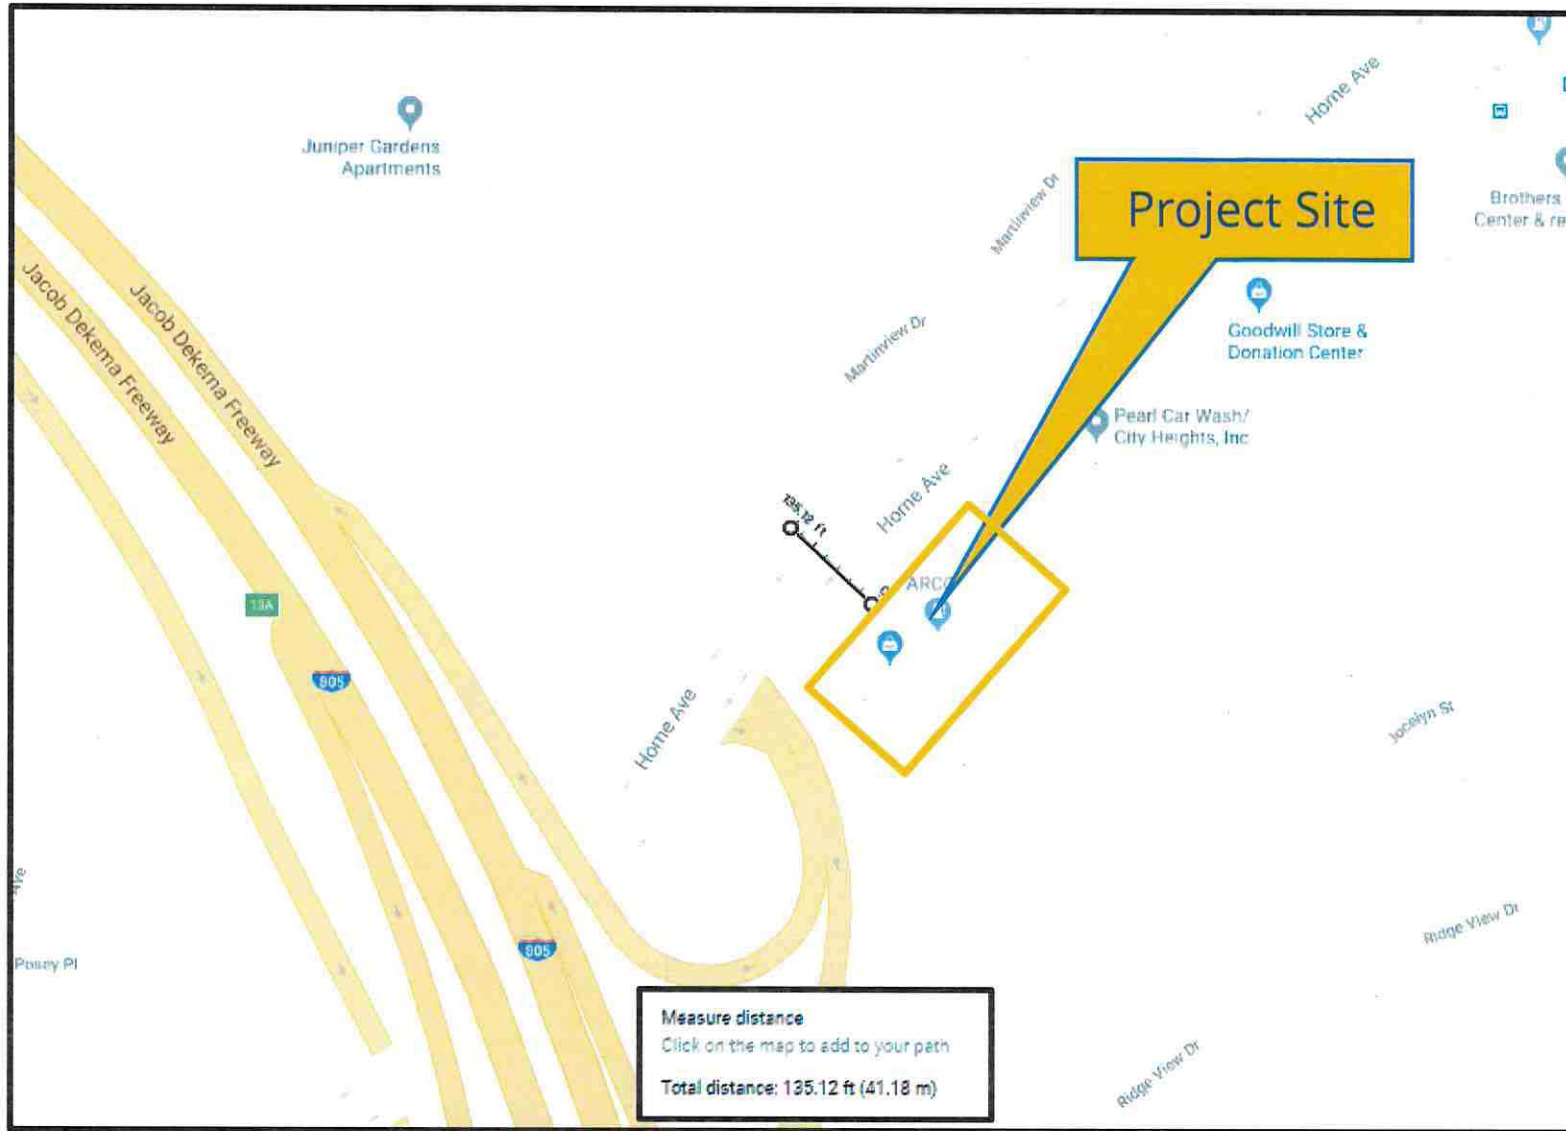 Home Ave
Juniper Gardens
Apartments
Martinview Dr
Project Site
Brothers
Center & re
Jacob Dekema Freeway
Jacob Dekema Freeway
Goodwill Store &
Donation Center
Martinview Dr
Pearl Car Wash/
City Heights, Inc
Home Ave
135.12 ft
ARCO
13A
805
Home Ave
Jocelyn St
805
Ridge View Dr
Posey Pl
Ridge View Dr
Measure distance
Click on the map to add to your path
Total distance: 135.12 ft (41.18 m)